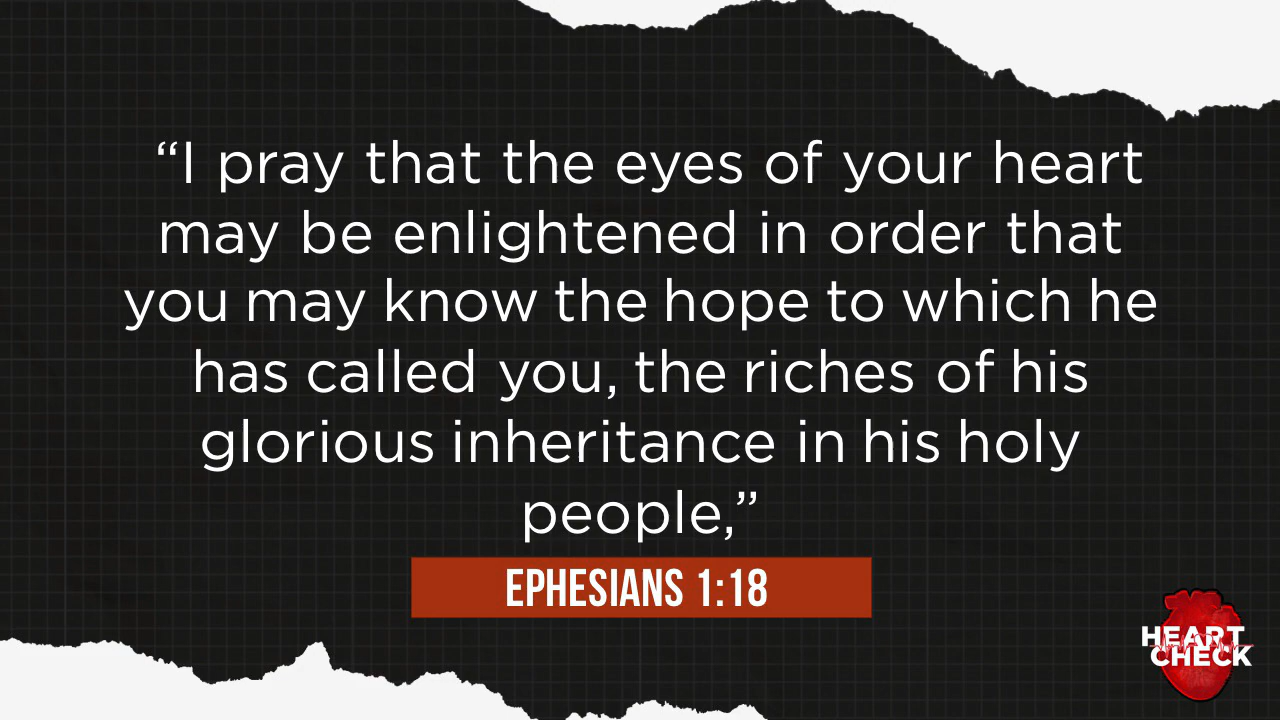 “I pray that the eyes of your heart
may be enlightened in order that
you may know the hope to which he
has called you, the riches of his
glorious inheritance in his holy
people,”
EPHESIANS 1:18
HEART
CHECK